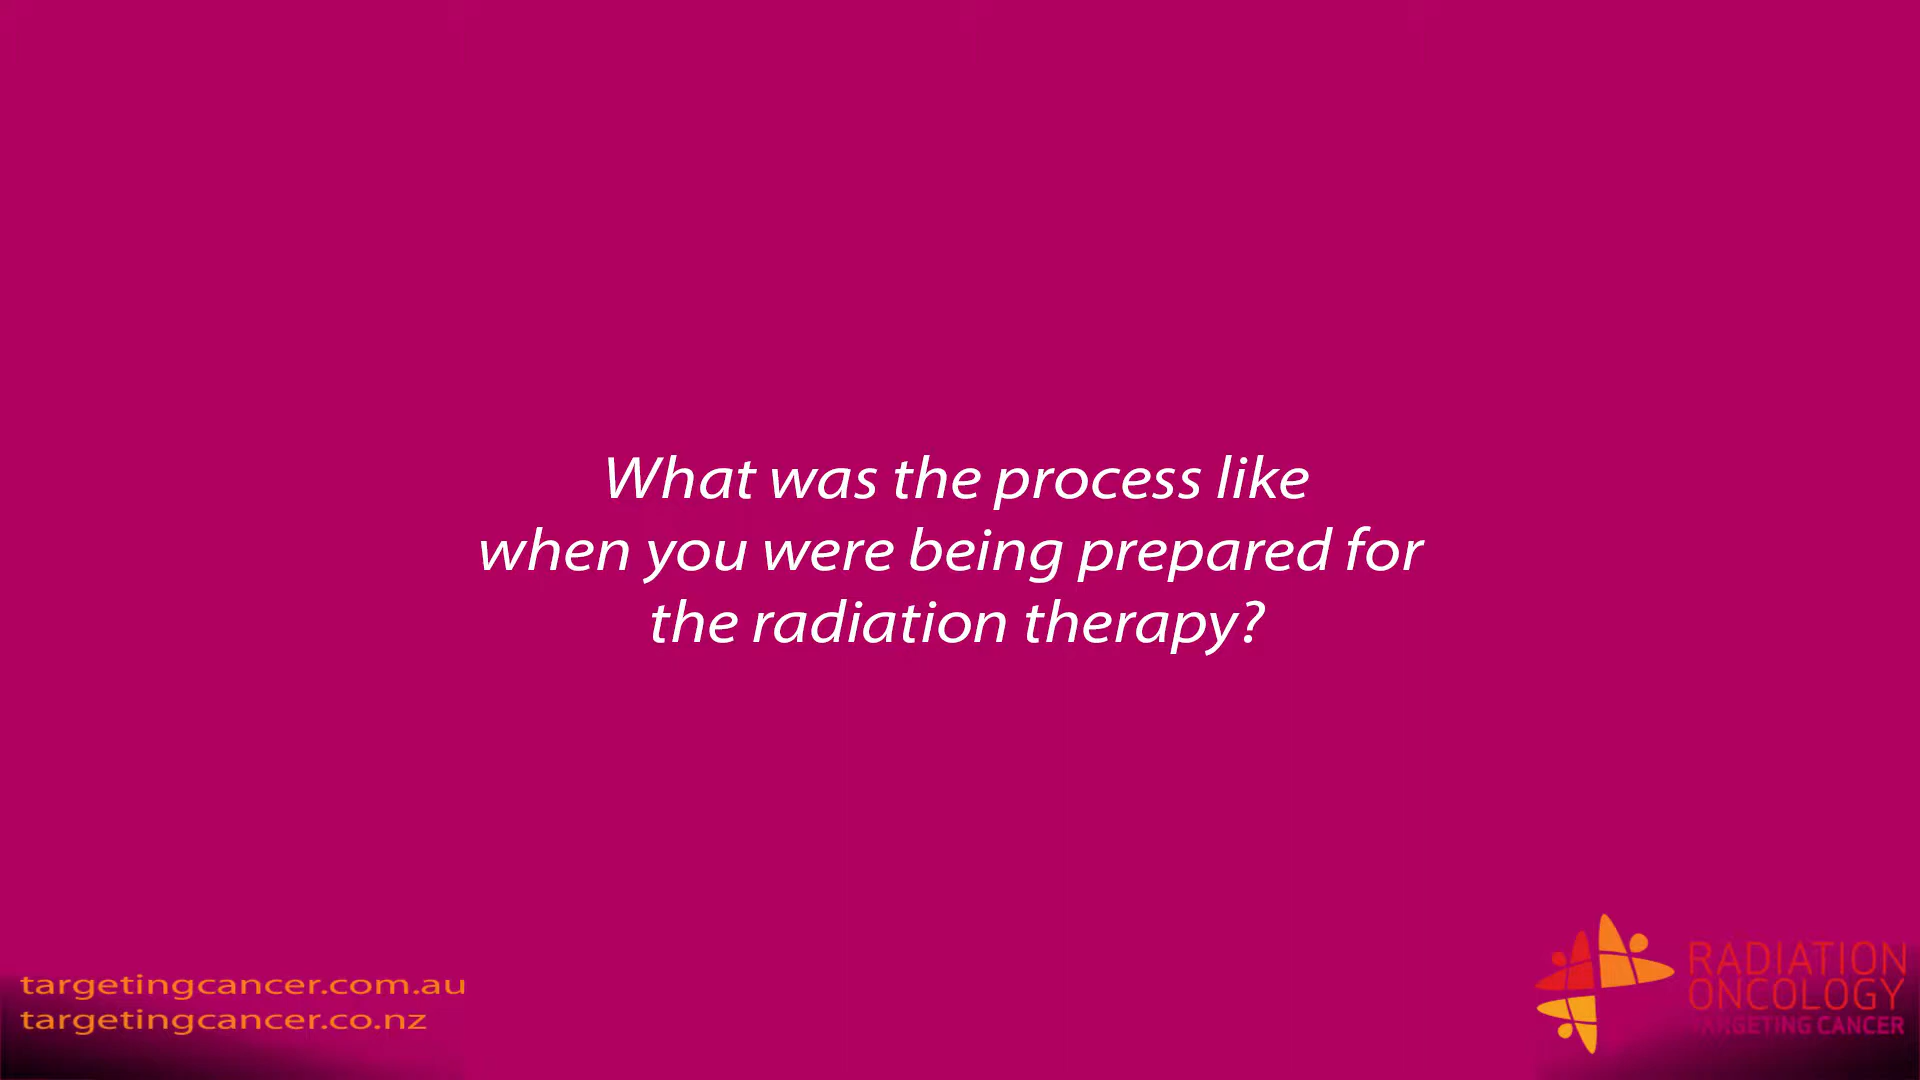 What was the process like
when you were being prepared for
the radiation therapy?
targetingcancer.com.au
targetingcancer.co.nz
RADIATION
ONCOLOGY
TARGETING CANCER